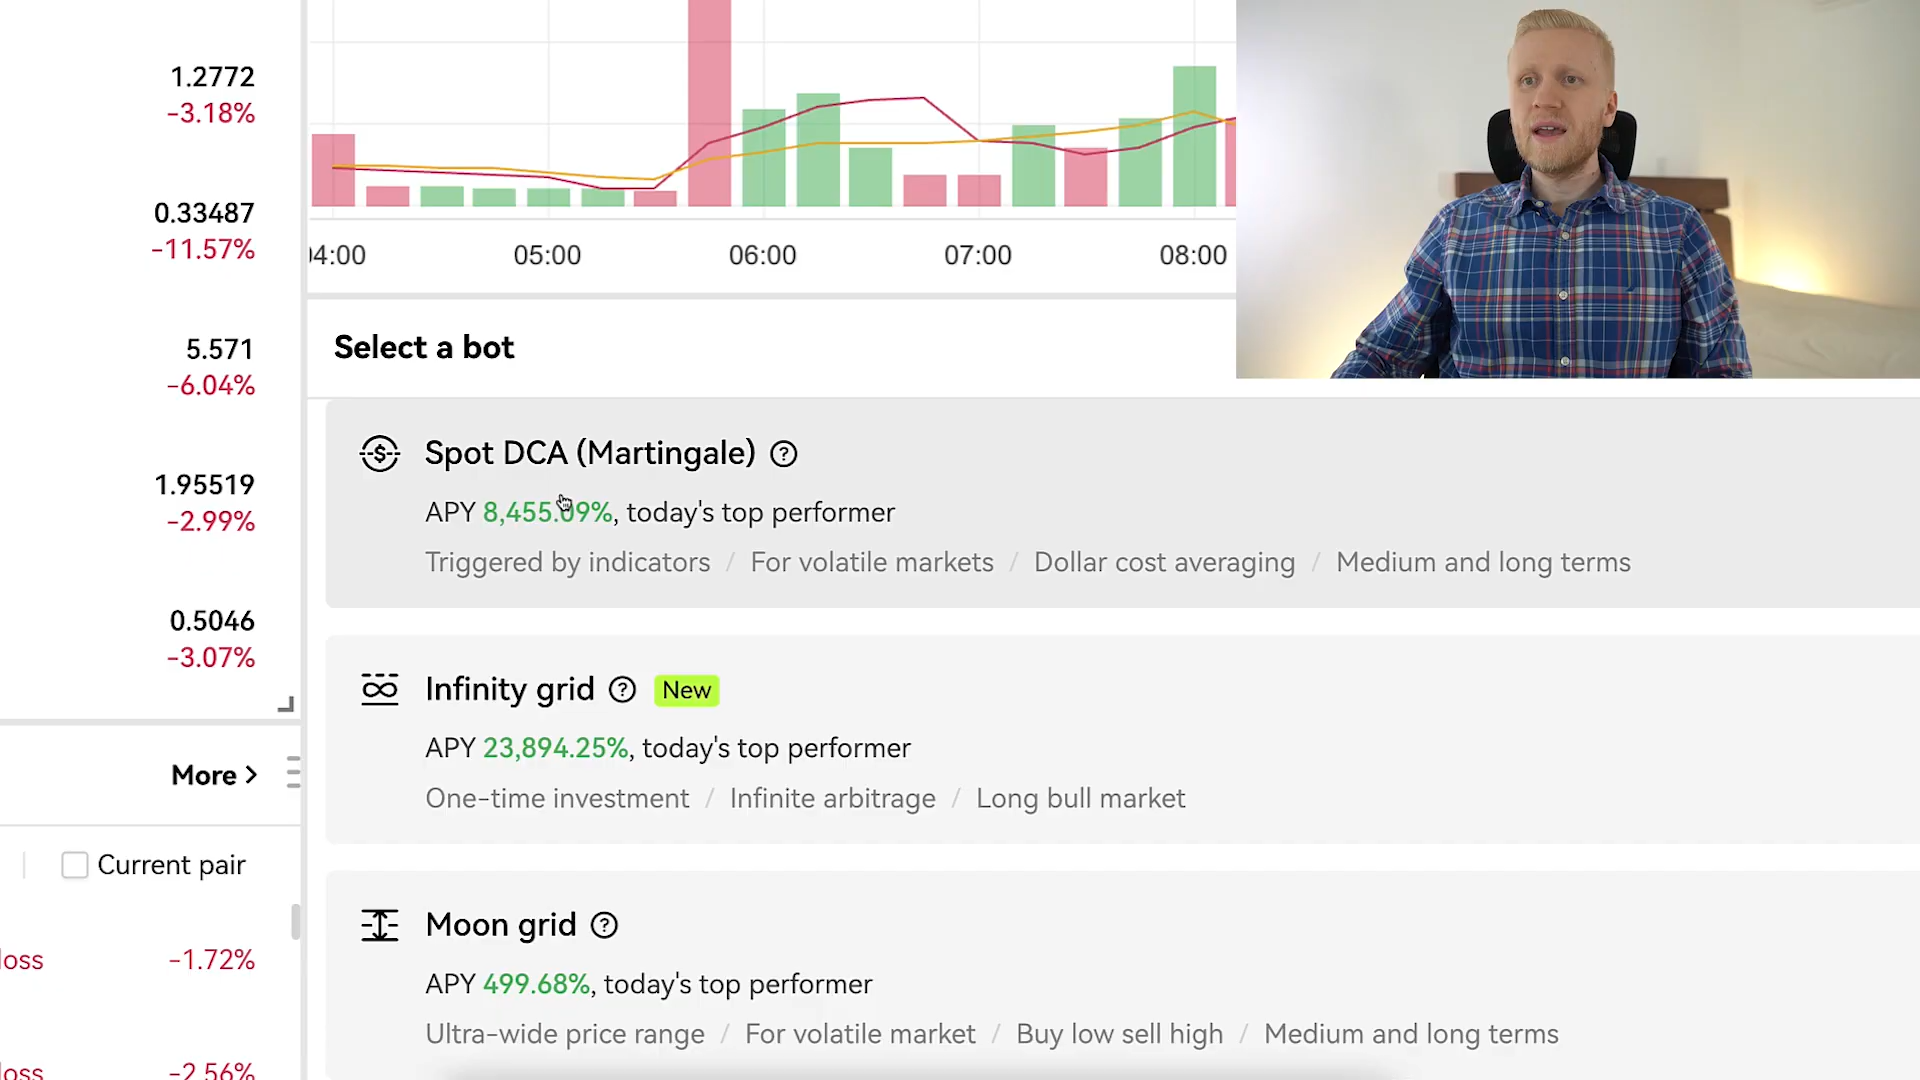 1.2772
-3.18%
0.33487
-11.57%
5.571
-6.04%
1.95519
-2.99%
0.5046
-3.07%
More >
Current pair
loss -1.72%
loss -2.56%
04:00 05:00 06:00 07:00 08:00
Select a bot
Spot DCA (Martingale) ?
APY 8,455.09%, today's top performer
Triggered by indicators / For volatile markets / Dollar cost averaging / Medium and long terms
Infinity grid ? New
APY 23,894.25%, today's top performer
One-time investment / Infinite arbitrage / Long bull market
Moon grid ?
APY 499.68%, today's top performer
Ultra-wide price range / For volatile market / Buy low sell high / Medium and long terms